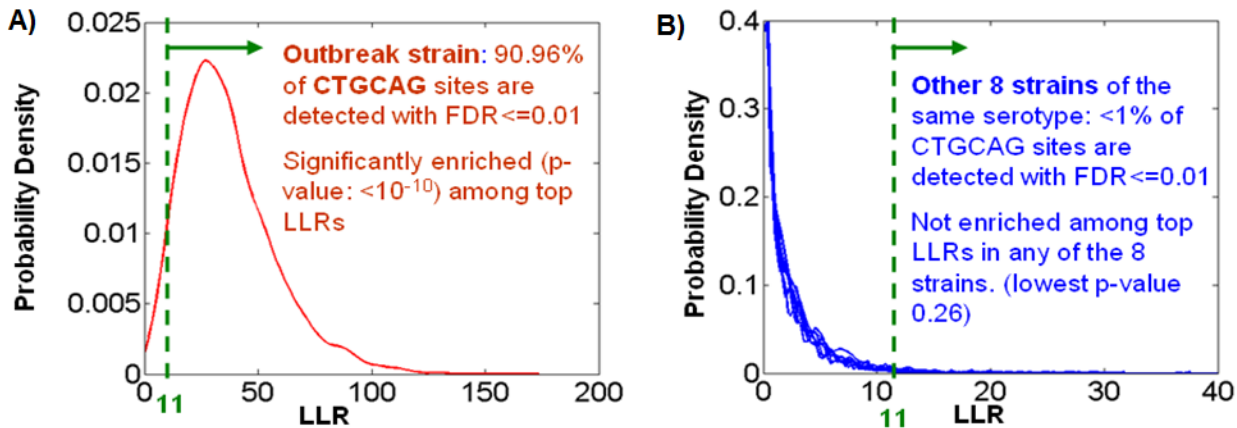 A)
0.025
0.02
0.015
0.01
0.005
0
Probability Density
Outbreak strain: 90.96%
of CTGCAG sites are
detected with FDR<=0.01
Significantly enriched (p-
value: <10⁻¹⁰) among top
LLRs
0 50 100 150 200
11
LLR
B)
0.4
0.3
0.2
0.1
0
Probability Density
Other 8 strains of the
same serotype: <1% of
CTGCAG sites are
detected with FDR<=0.01
Not enriched among top
LLRs in any of the 8
strains. (lowest p-value
0.26)
0 10 20 30 40
11
LLR